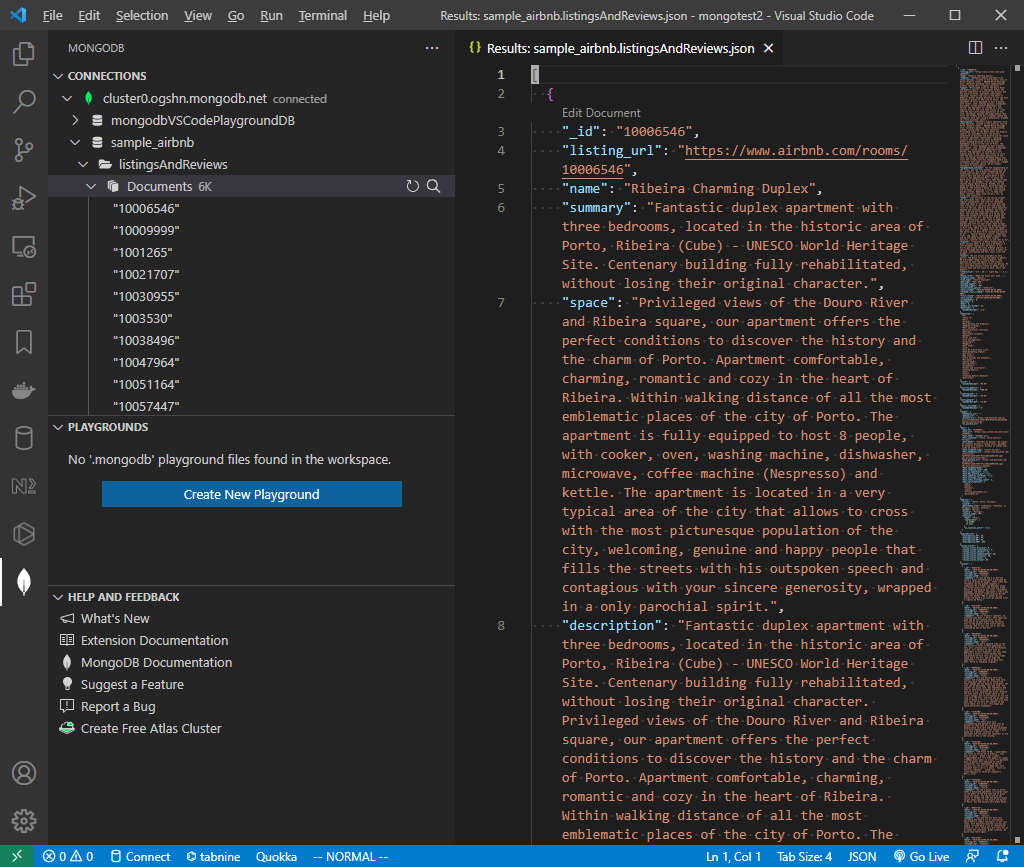 File Edit Selection Activities View Go Run Terminal Help Results: sample_airbnb.listingsAndReviews.json - mongotest2 - Visual Studio Code
MONGODB
CONNECTIONS
cluster0.ogshn.mongodb.net connected
mongodbVSCodePlaygroundDB
sample_airbnb
listingsAndReviews
Documents 6K
"10006546"
"10009999"
"1001265"
"10021707"
"10030955"
"1003530"
"10038496"
"10047964"
"10051164"
"10057447"
PLAYGROUNDS
No '.mongodb' playground files found in the workspace.
Create New Playground
HELP AND FEEDBACK
What's New
Extension Documentation
MongoDB Documentation
Suggest a Feature
Report a Bug
Create Free Atlas Cluster
{} Results: sample_airbnb.listingsAndReviews.json
1 [
2 {
Edit Document
3 "_id": "10006546",
4 "listing_url": "https://www.airbnb.com/rooms/
10006546",
5 "name": "Ribeira Charming Duplex",
6 "summary": "Fantastic duplex apartment with
three bedrooms, located in the historic area of
Porto, Ribeira (Cube) - UNESCO World Heritage
Site. Centenary building fully rehabilitated,
without losing their original character.",
7 "space": "Privileged views of the Douro River
and Ribeira square, our apartment offers the
perfect conditions to discover the history and
the charm of Porto. Apartment comfortable,
charming, romantic and cozy in the heart of
Ribeira. Within walking distance of all the most
emblematic places of the city of Porto. The
apartment is fully equipped to host 8 people,
with cooker, oven, washing machine, dishwasher,
microwave, coffee machine (Nespresso) and
kettle. The apartment is located in a very
typical area of the city that allows to cross
with the most picturesque population of the
city, welcoming, genuine and happy people that
fills the streets with his outspoken speech and
contagious with your sincere generosity, wrapped
in a only parochial spirit.",
8 "description": "Fantastic duplex apartment with
three bedrooms, located in the historic area of
Porto, Ribeira (Cube) - UNESCO World Heritage
Site. Centenary building fully rehabilitated,
without losing their original character.
Privileged views of the Douro River and Ribeira
square, our apartment offers the perfect
conditions to discover the history and the charm
of Porto. Apartment comfortable, charming,
romantic and cozy in the heart of Ribeira.
Within walking distance of all the most
emblematic places of the city of Porto. The
0 0 Connect tabnine Quokka -- NORMAL -- Ln 1, Col 1 Tab Size: 4 JSON Go Live